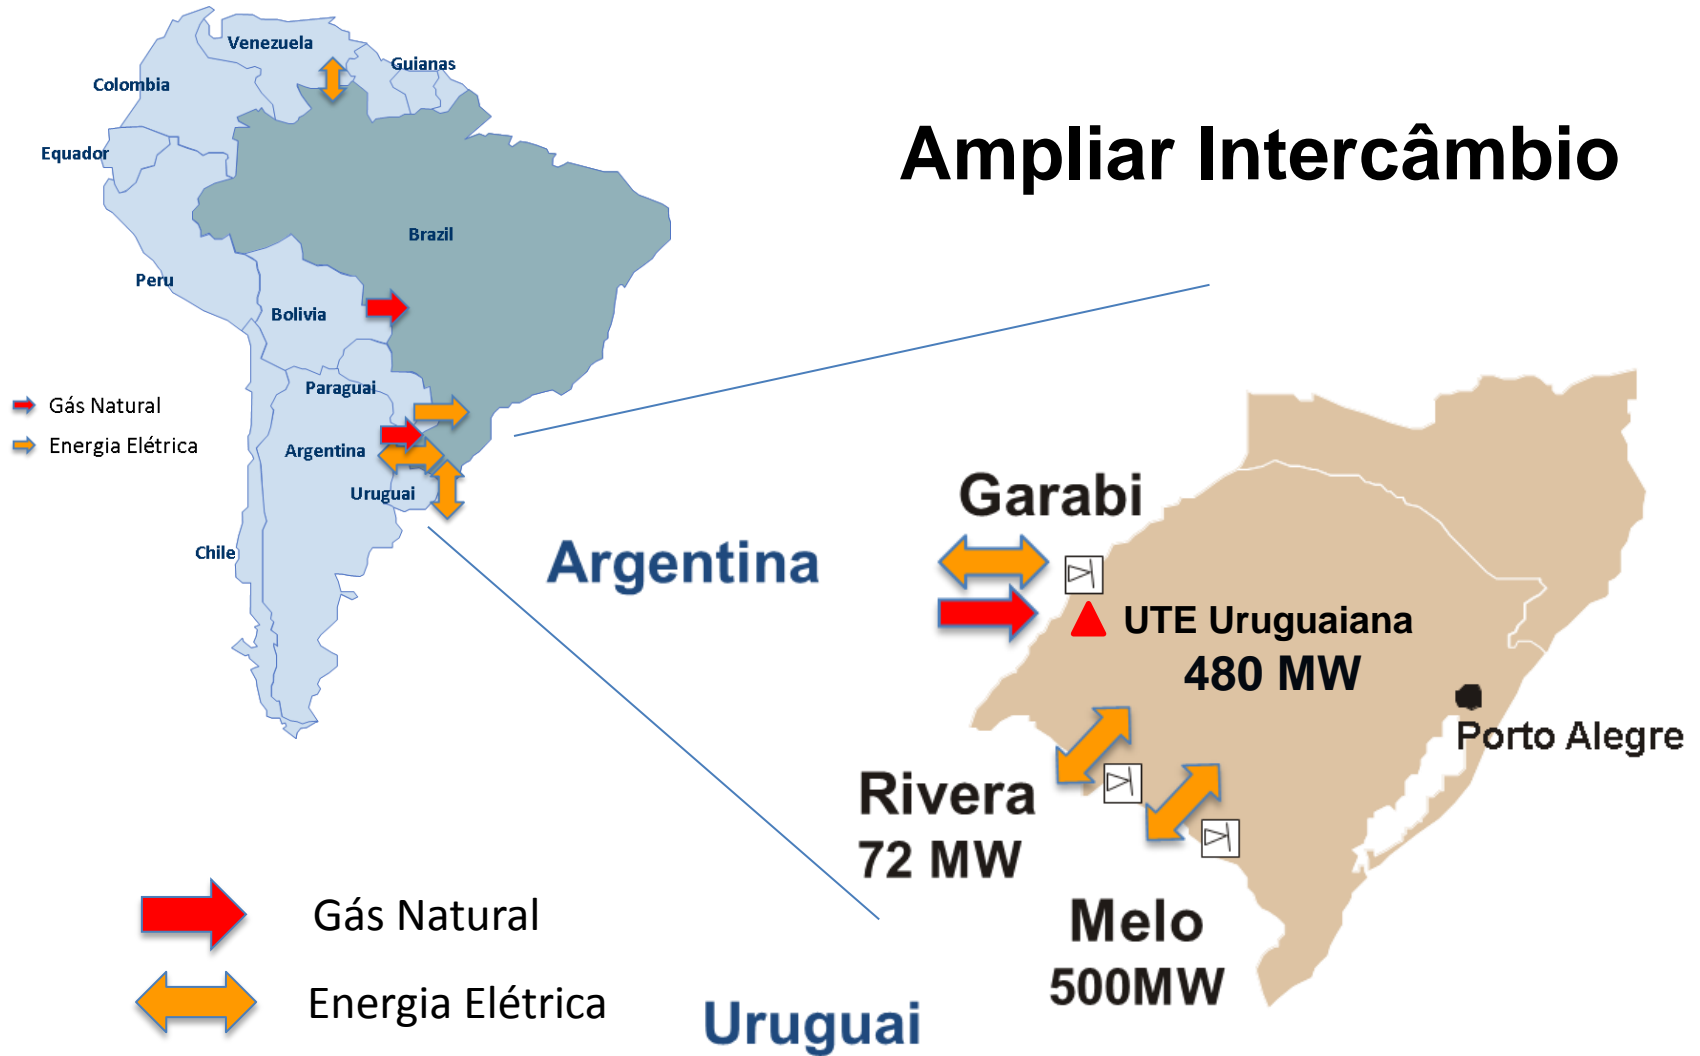 Venezuela
Guianas
Colombia
Equador
Brazil
Peru
Bolivia
Paraguai
Argentina
Uruguai
Chile
Gás Natural
Energia Elétrica
Ampliar Intercâmbio
Garabi
Argentina
UTE Uruguaiana
480 MW
Porto Alegre
Rivera
72 MW
Melo
500MW
Uruguai
Gás Natural
Energia Elétrica